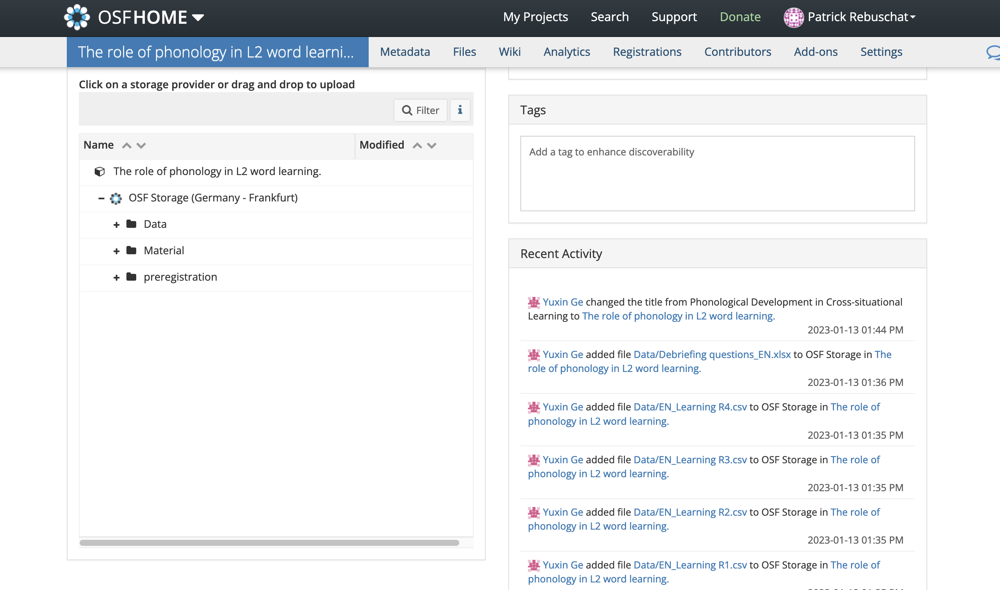 OSFHOME
My Projects
Search
Support
Donate
Patrick Rebuschat
The role of phonology in L2 word learni...
Metadata
Files
Wiki
Analytics
Registrations
Contributors
Add-ons
Settings
Click on a storage provider or drag and drop to upload
Filter
i
Name
Modified
The role of phonology in L2 word learning.
OSF Storage (Germany - Frankfurt)
Data
Material
preregistration
Tags
Add a tag to enhance discoverability
Recent Activity
Yuxin Ge changed the title from Phonological Development in Cross-situational
Learning to The role of phonology in L2 word learning.
2023-01-13 01:44 PM
Yuxin Ge added file Data/Debriefing questions_EN.xlsx to OSF Storage in The
role of phonology in L2 word learning.
2023-01-13 01:36 PM
Yuxin Ge added file Data/EN_Learning R4.csv to OSF Storage in The role of
phonology in L2 word learning.
2023-01-13 01:35 PM
Yuxin Ge added file Data/EN_Learning R3.csv to OSF Storage in The role of
phonology in L2 word learning.
2023-01-13 01:35 PM
Yuxin Ge added file Data/EN_Learning R2.csv to OSF Storage in The role of
phonology in L2 word learning.
2023-01-13 01:35 PM
Yuxin Ge added file Data/EN_Learning R1.csv to OSF Storage in The role of
phonology in L2 word learning.